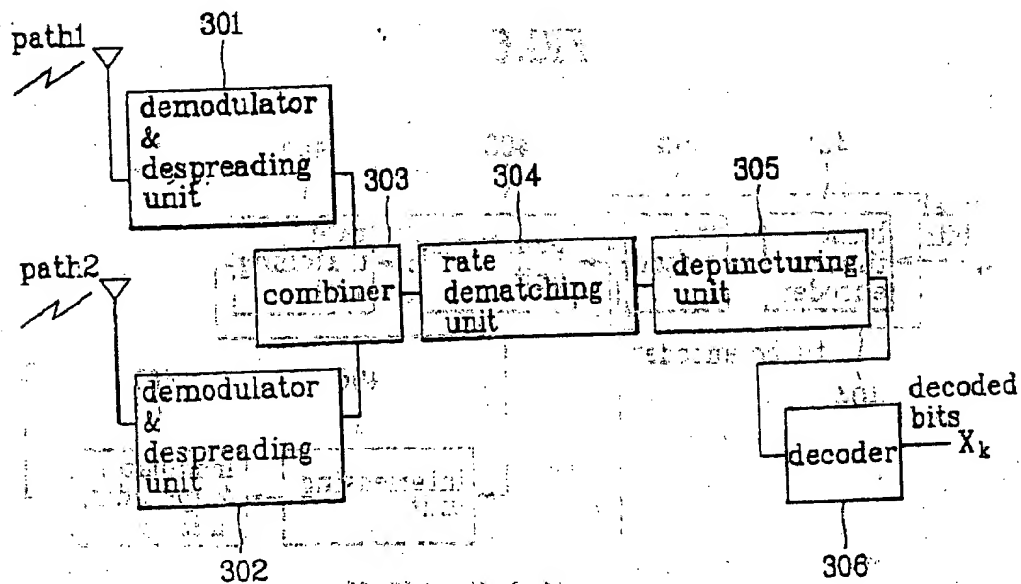 301
path1
demodulator
&
despreading
unit
303
304
305
path2
combiner
rate
dematching
unit
depuncturing
unit
demodulator
&
despreading
unit
decoded
bits
decoder
X_k
302
306